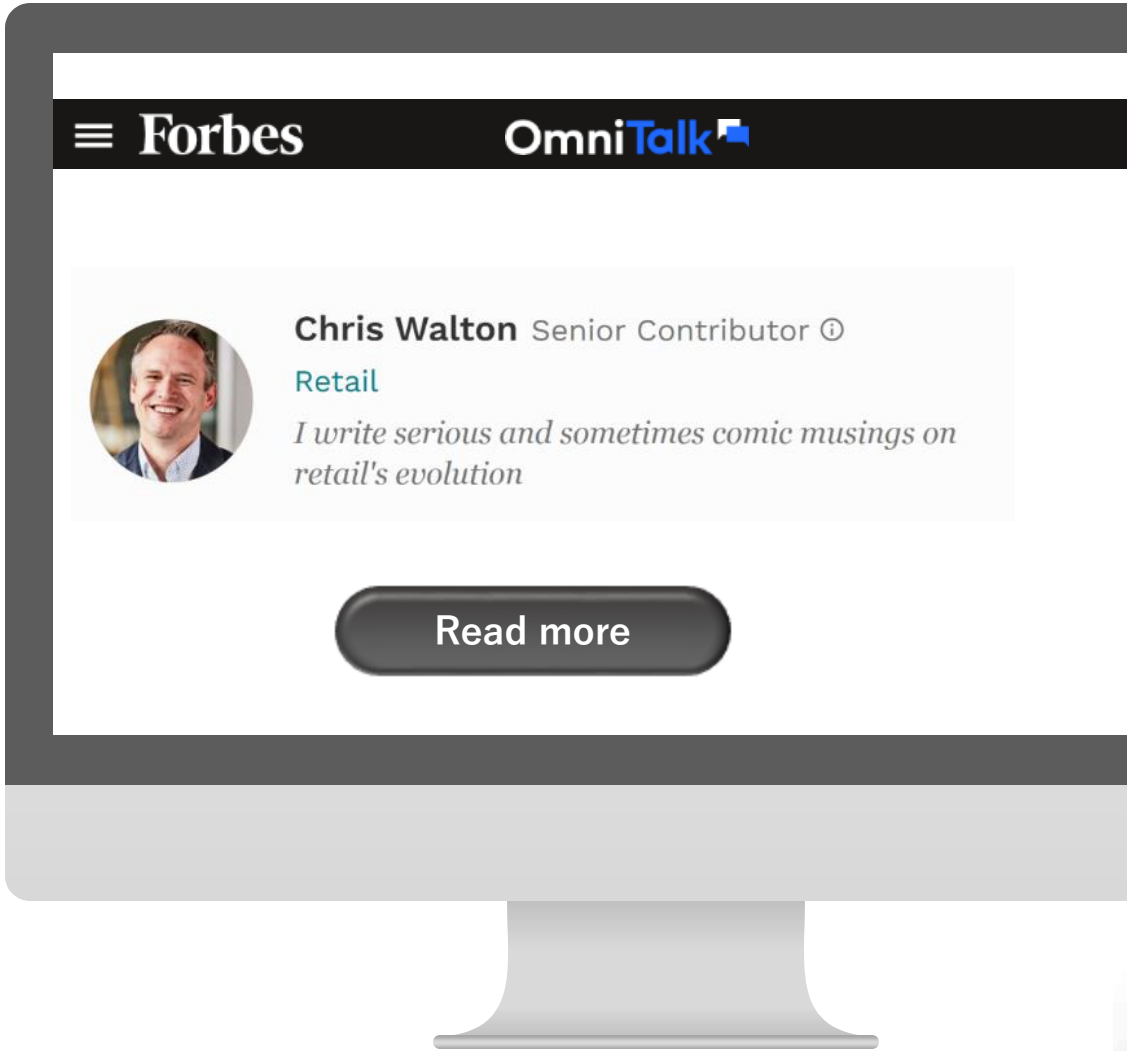 Forbes OmniTalk
Chris Walton Senior Contributor
Retail
I write serious and sometimes comic musings on
retail's evolution
Read more